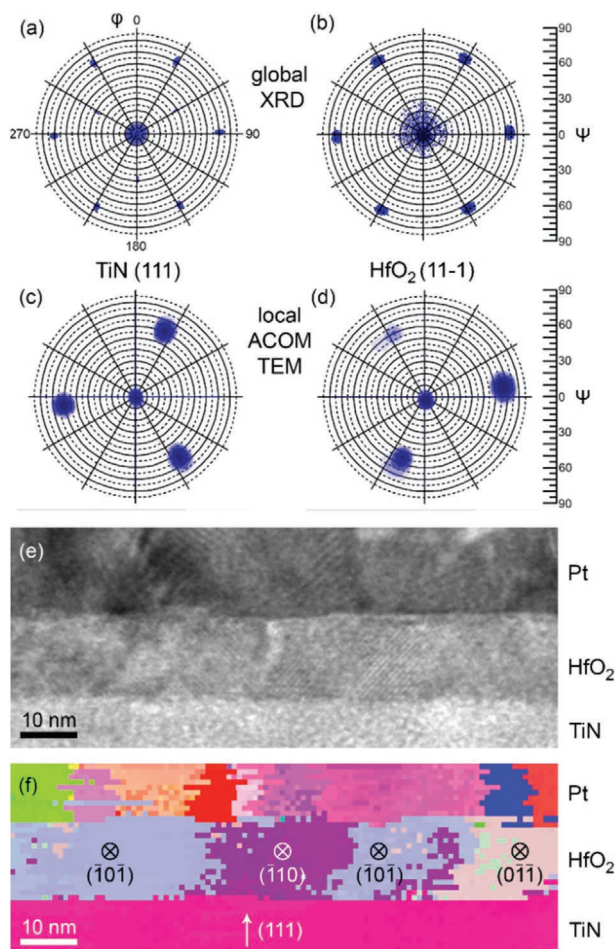 (a)
φ
0
(b)
global
XRD
270
90
180
90
60
30
0
30
60
90
Ψ
TiN (111)
HfO₂ (11-1)
(c)
local
ACOM
TEM
(d)
90
60
30
0
30
60
90
Ψ
(e)
Pt
HfO₂
TiN
10 nm
(f)
Pt
HfO₂
TiN
(1̅01̅)
(1̅10)
(1̅01̅)
(01̅1̅)
10 nm
(111)